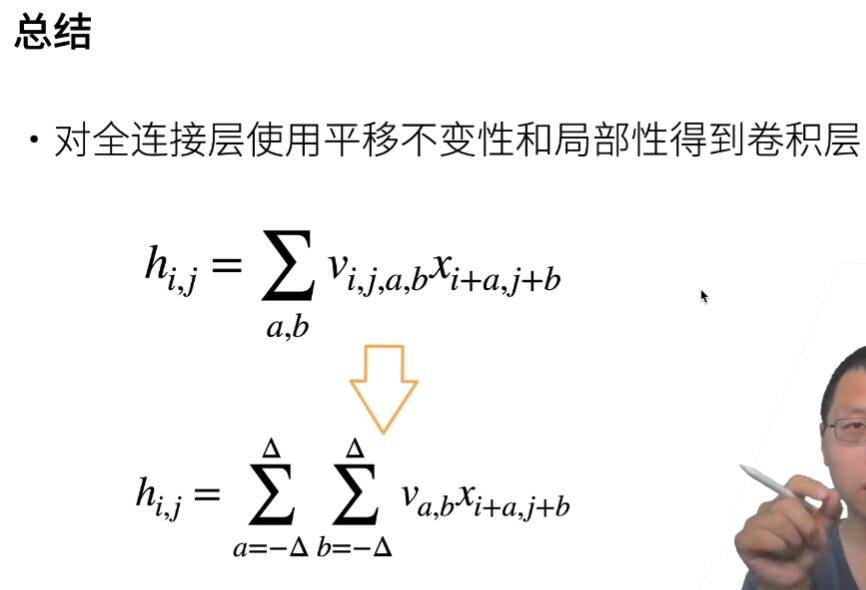 总结
• 对全连接层使用平移不变性和局部性得到卷积层
h_{i,j} = \sum_{a,b} v_{i,j,a,b} x_{i+a,j+b}
h_{i,j} = \sum_{a=-\Delta}^{\Delta} \sum_{b=-\Delta}^{\Delta} v_{a,b} x_{i+a,j+b}